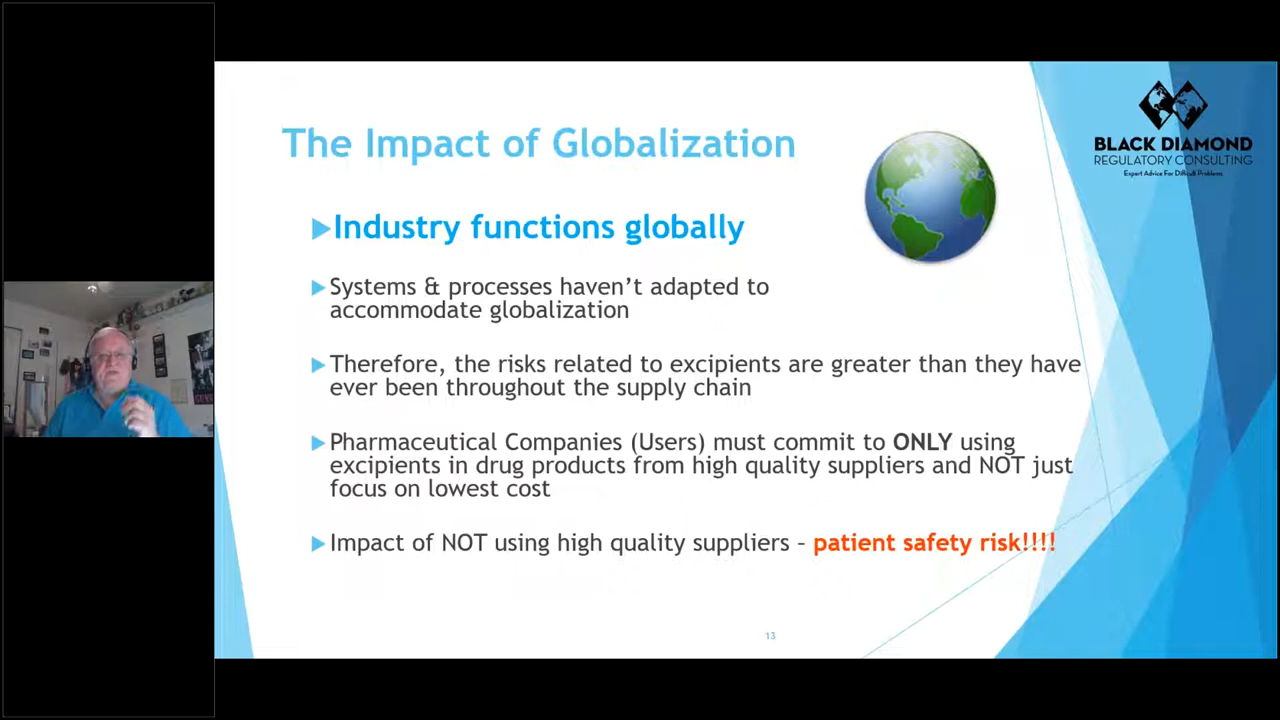 The Impact of Globalization
Industry functions globally
Systems & processes haven't adapted to
accommodate globalization
Therefore, the risks related to excipients are greater than they have
ever been throughout the supply chain
Pharmaceutical Companies (Users) must commit to ONLY using
excipients in drug products from high quality suppliers and NOT just
focus on lowest cost
Impact of NOT using high quality suppliers – patient safety risk!!!!
13
BLACK DIAMOND
REGULATORY CONSULTING
Expert Advice For Difficult Problems